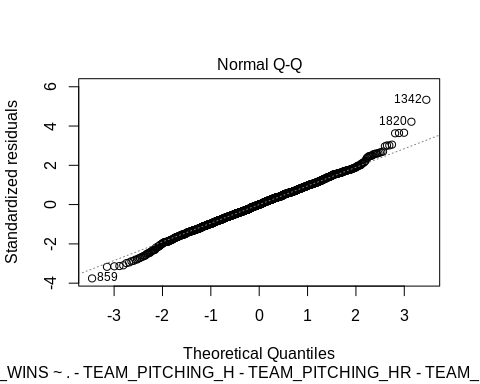 Normal Q-Q
Standardized residuals
6
4
2
0
-2
-4
1342
1820
859
-3 -2 -1 0 1 2 3
Theoretical Quantiles
_WINS ~ . - TEAM_PITCHING_H - TEAM_PITCHING_HR - TEAM_